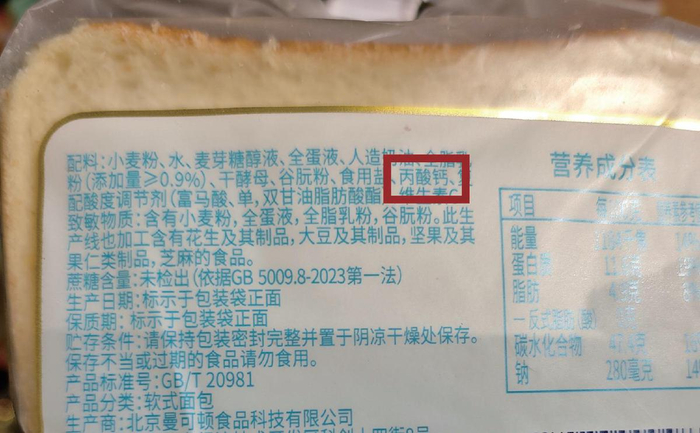 配料：小麦粉、水、麦芽糖醇液、全蛋液、人造奶油、全脂乳
粉（添加量≥0.9%）、干酵母、谷朊粉、食用盐、丙酸钙、
配酸度调节剂（富马酸、单，双甘油脂肪酸酯、维生素C
致敏物质：含有小麦粉，全蛋液，全脂乳粉，谷朊粉。此生
产线也加工含有花生及其制品，大豆及其制品，坚果及其
果仁类制品，芝麻的食品。
蔗糖含量：未检出（依据GB 5009.8-2023第一法）
生产日期：标示于包装袋正面
保质期：标示于包装袋正面
贮存条件：请保持包装密封完整并置于阴凉干燥处保存。
保存不当或过期的食品请勿食用。
产品标准号：GB/T 20981
产品分类：软式面包
生产商：北京曼可顿食品科技有限公司
营养成分表
项目
能量
蛋白质
脂肪
－反式脂肪（酸）
碳水化合物
钠 280毫克